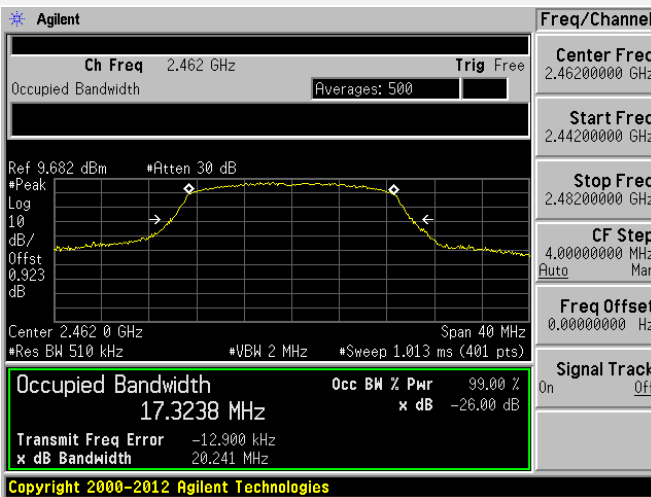 Agilent
Freq/Channel
Ch Freq 2.462 GHz Trig Free
Occupied Bandwidth Averages: 500
Center Freq
2.46200000 GHz
Start Freq
2.44200000 GHz
Stop Freq
2.48200000 GHz
CF Step
4.00000000 MHz
Auto Man
Freq Offset
0.00000000 Hz
Signal Track
On Off
Ref 9.682 dBm #Atten 30 dB
#Peak
Log
10
dB/
Offst
0.923
dB
Center 2.462 0 GHz Span 40 MHz
#Res BW 510 kHz #VBW 2 MHz #Sweep 1.013 ms (401 pts)
Occupied Bandwidth Occ BW % Pwr 99.00 %
17.3238 MHz x dB -26.00 dB
Transmit Freq Error -12.900 kHz
x dB Bandwidth 20.241 MHz
Copyright 2000-2012 Agilent Technologies